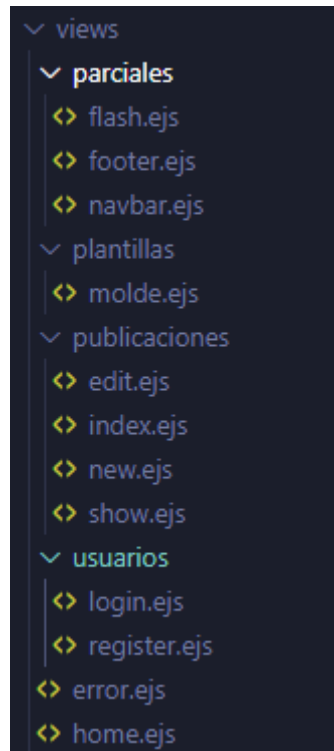 views
parciales
flash.ejs
footer.ejs
navbar.ejs
plantillas
molde.ejs
publicaciones
edit.ejs
index.ejs
new.ejs
show.ejs
usuarios
login.ejs
register.ejs
error.ejs
home.ejs